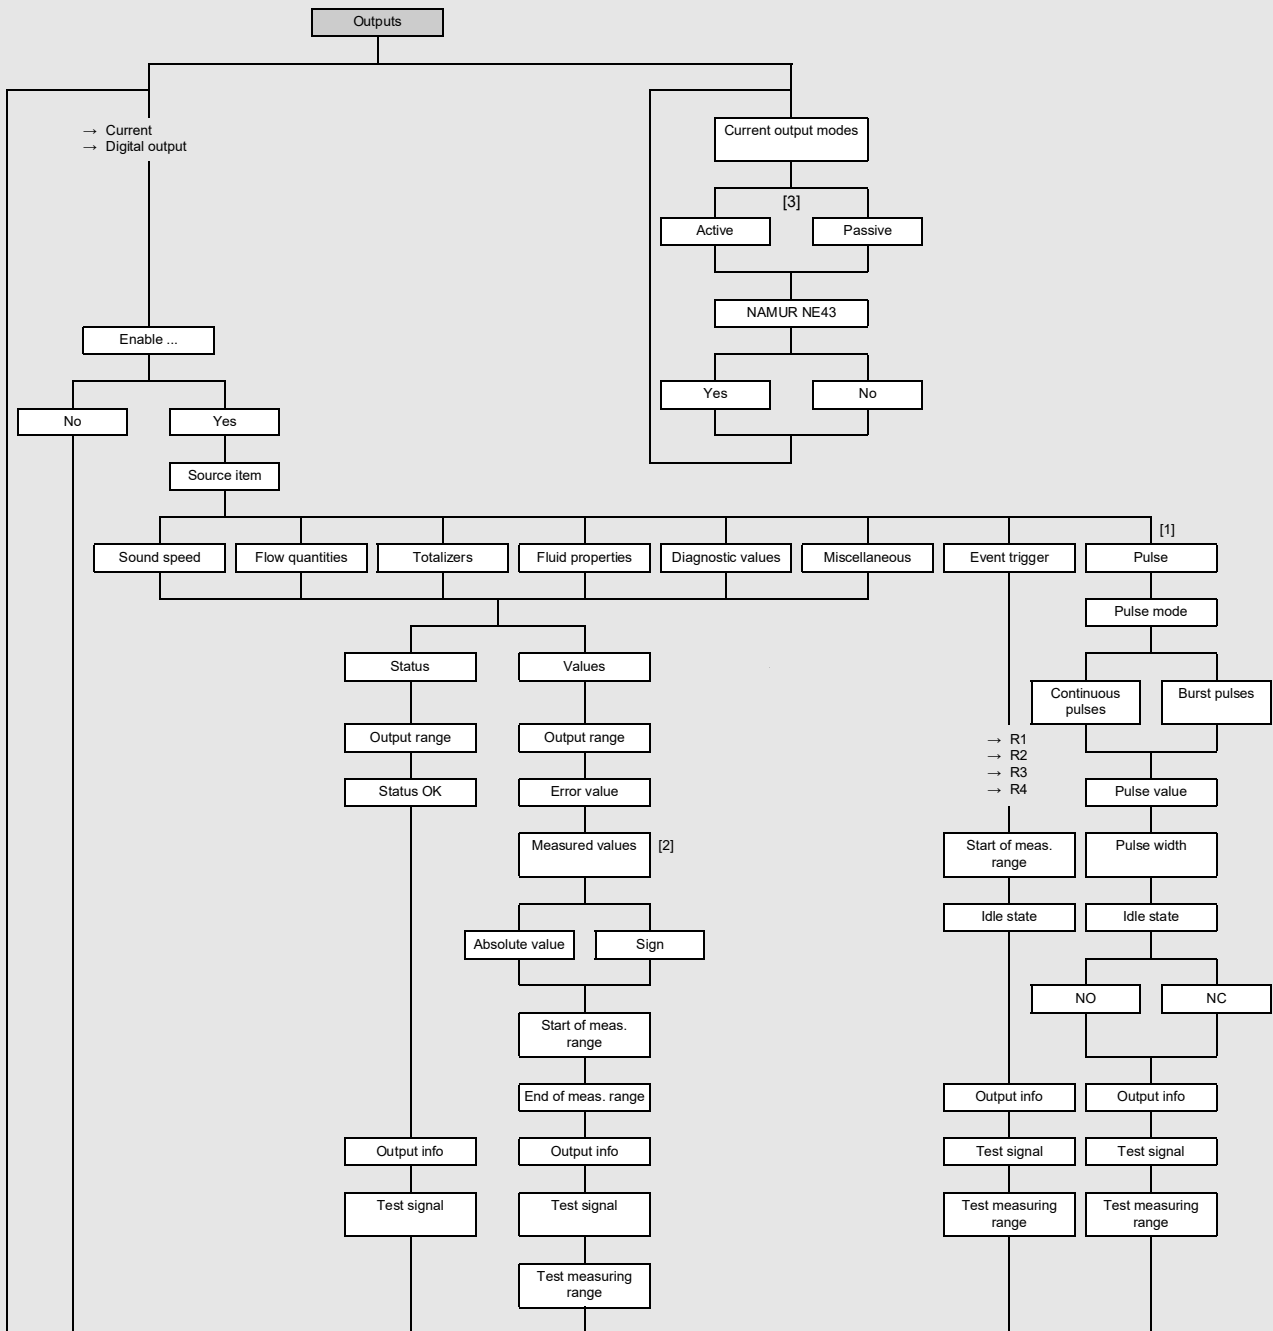 Outputs
→ Current
→ Digital output
Current output modes
[3]
Active
Passive
NAMUR NE43
Enable ...
Yes
No
No
Yes
Source item
[1]
Sound speed
Flow quantities
Totalizers
Fluid properties
Diagnostic values
Miscellaneous
Event trigger
Pulse
Pulse mode
Status
Values
Continuous
pulses
Burst pulses
Output range
Output range
→ R1
→ R2
→ R3
→ R4
Status OK
Error value
Pulse value
Measured values
[2]
Start of meas.
range
Pulse width
Idle state
Idle state
Absolute value
Sign
NO
NC
Start of meas.
range
End of meas. range
Output info
Output info
Output info
Output info
Test signal
Test signal
Test signal
Test signal
Test measuring
range
Test measuring
range
Test measuring
range